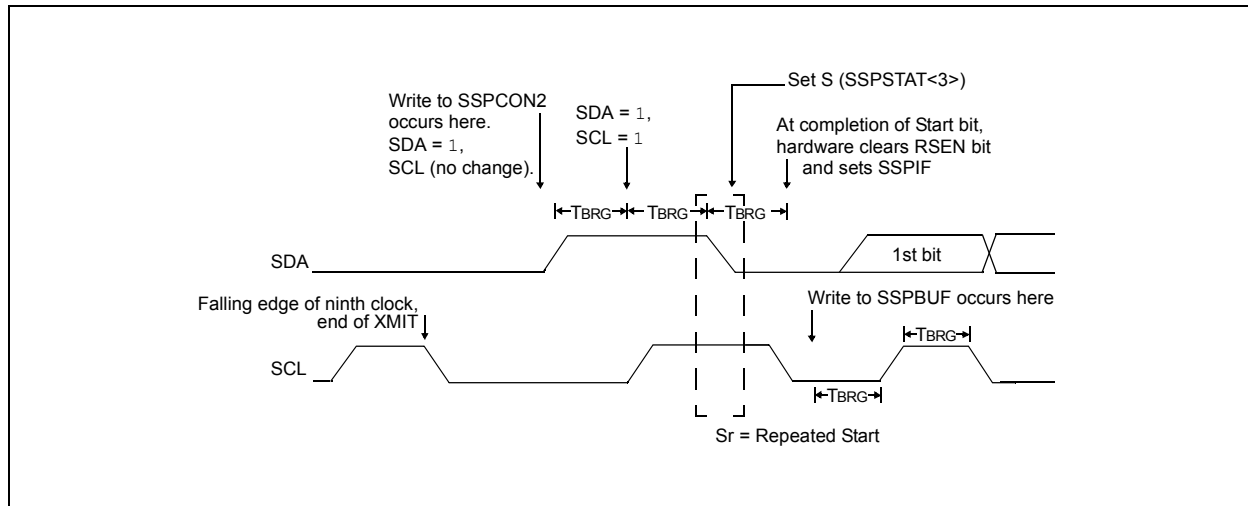 Set S (SSPSTAT<3>)
Write to SSPCON2
occurs here.
SDA = 1,
SCL (no change).
SDA = 1,
SCL = 1
At completion of Start bit,
hardware clears RSEN bit
and sets SSPIF
TBRG
TBRG
TBRG
SDA
1st bit
Falling edge of ninth clock,
end of XMIT
Write to SSPBUF occurs here
TBRG
SCL
TBRG
Sr = Repeated Start